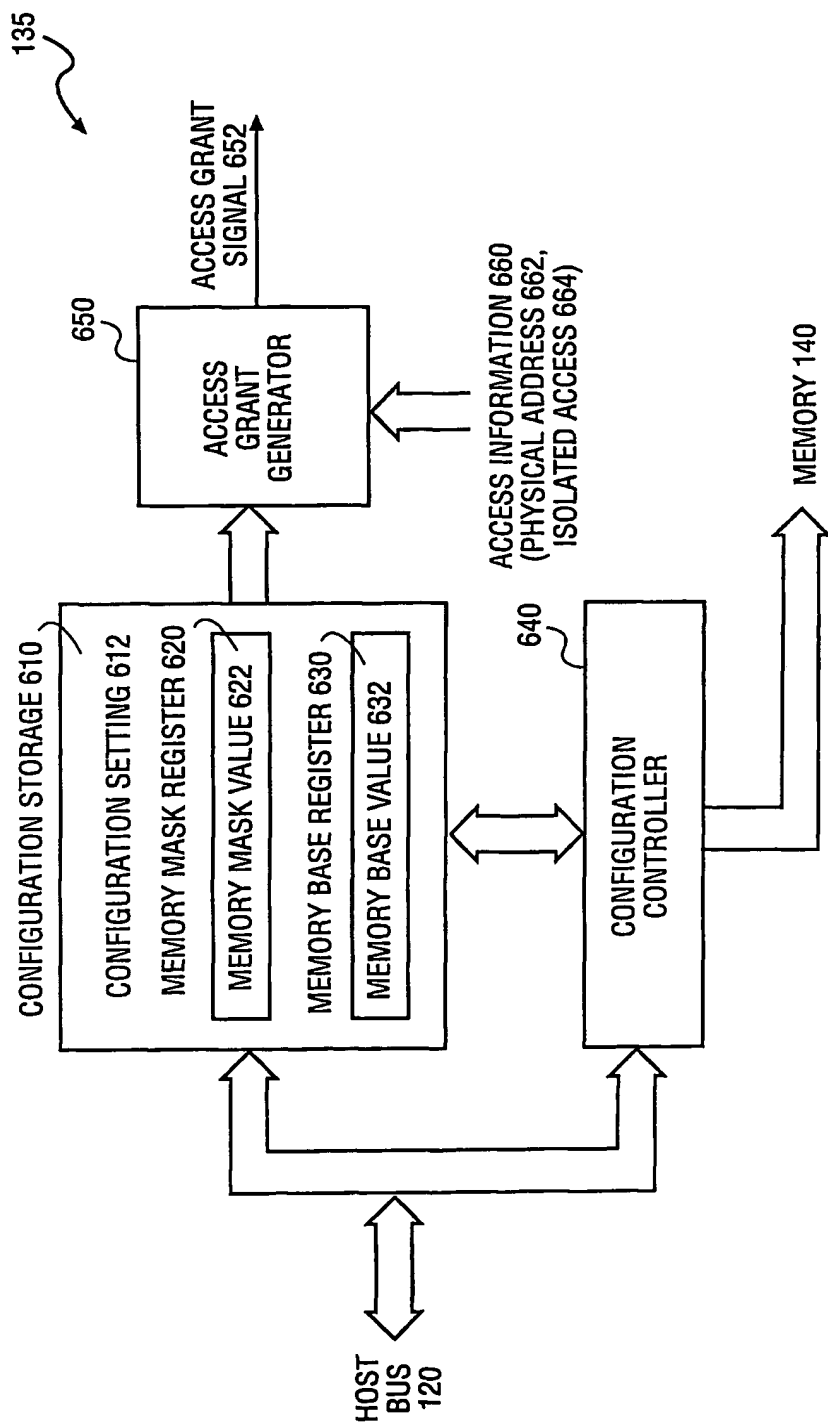 135
CONFIGURATION STORAGE 610
CONFIGURATION SETTING 612
MEMORY MASK REGISTER 620
MEMORY MASK VALUE 622
MEMORY BASE REGISTER 630
MEMORY BASE VALUE 632
650
ACCESS
GRANT
GENERATOR
ACCESS GRANT
SIGNAL 652
ACCESS INFORMATION 660
(PHYSICAL ADDRESS 662,
ISOLATED ACCESS 664)
HOST
BUS
120
640
CONFIGURATION
CONTROLLER
MEMORY 140